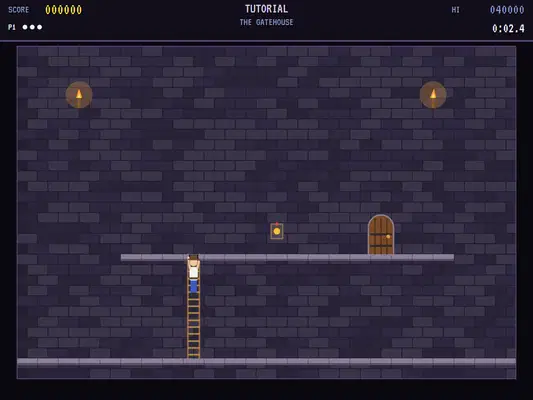 SCORE 000000
TUTORIAL
HI 040000
P1
THE GATEHOUSE
0:02.4